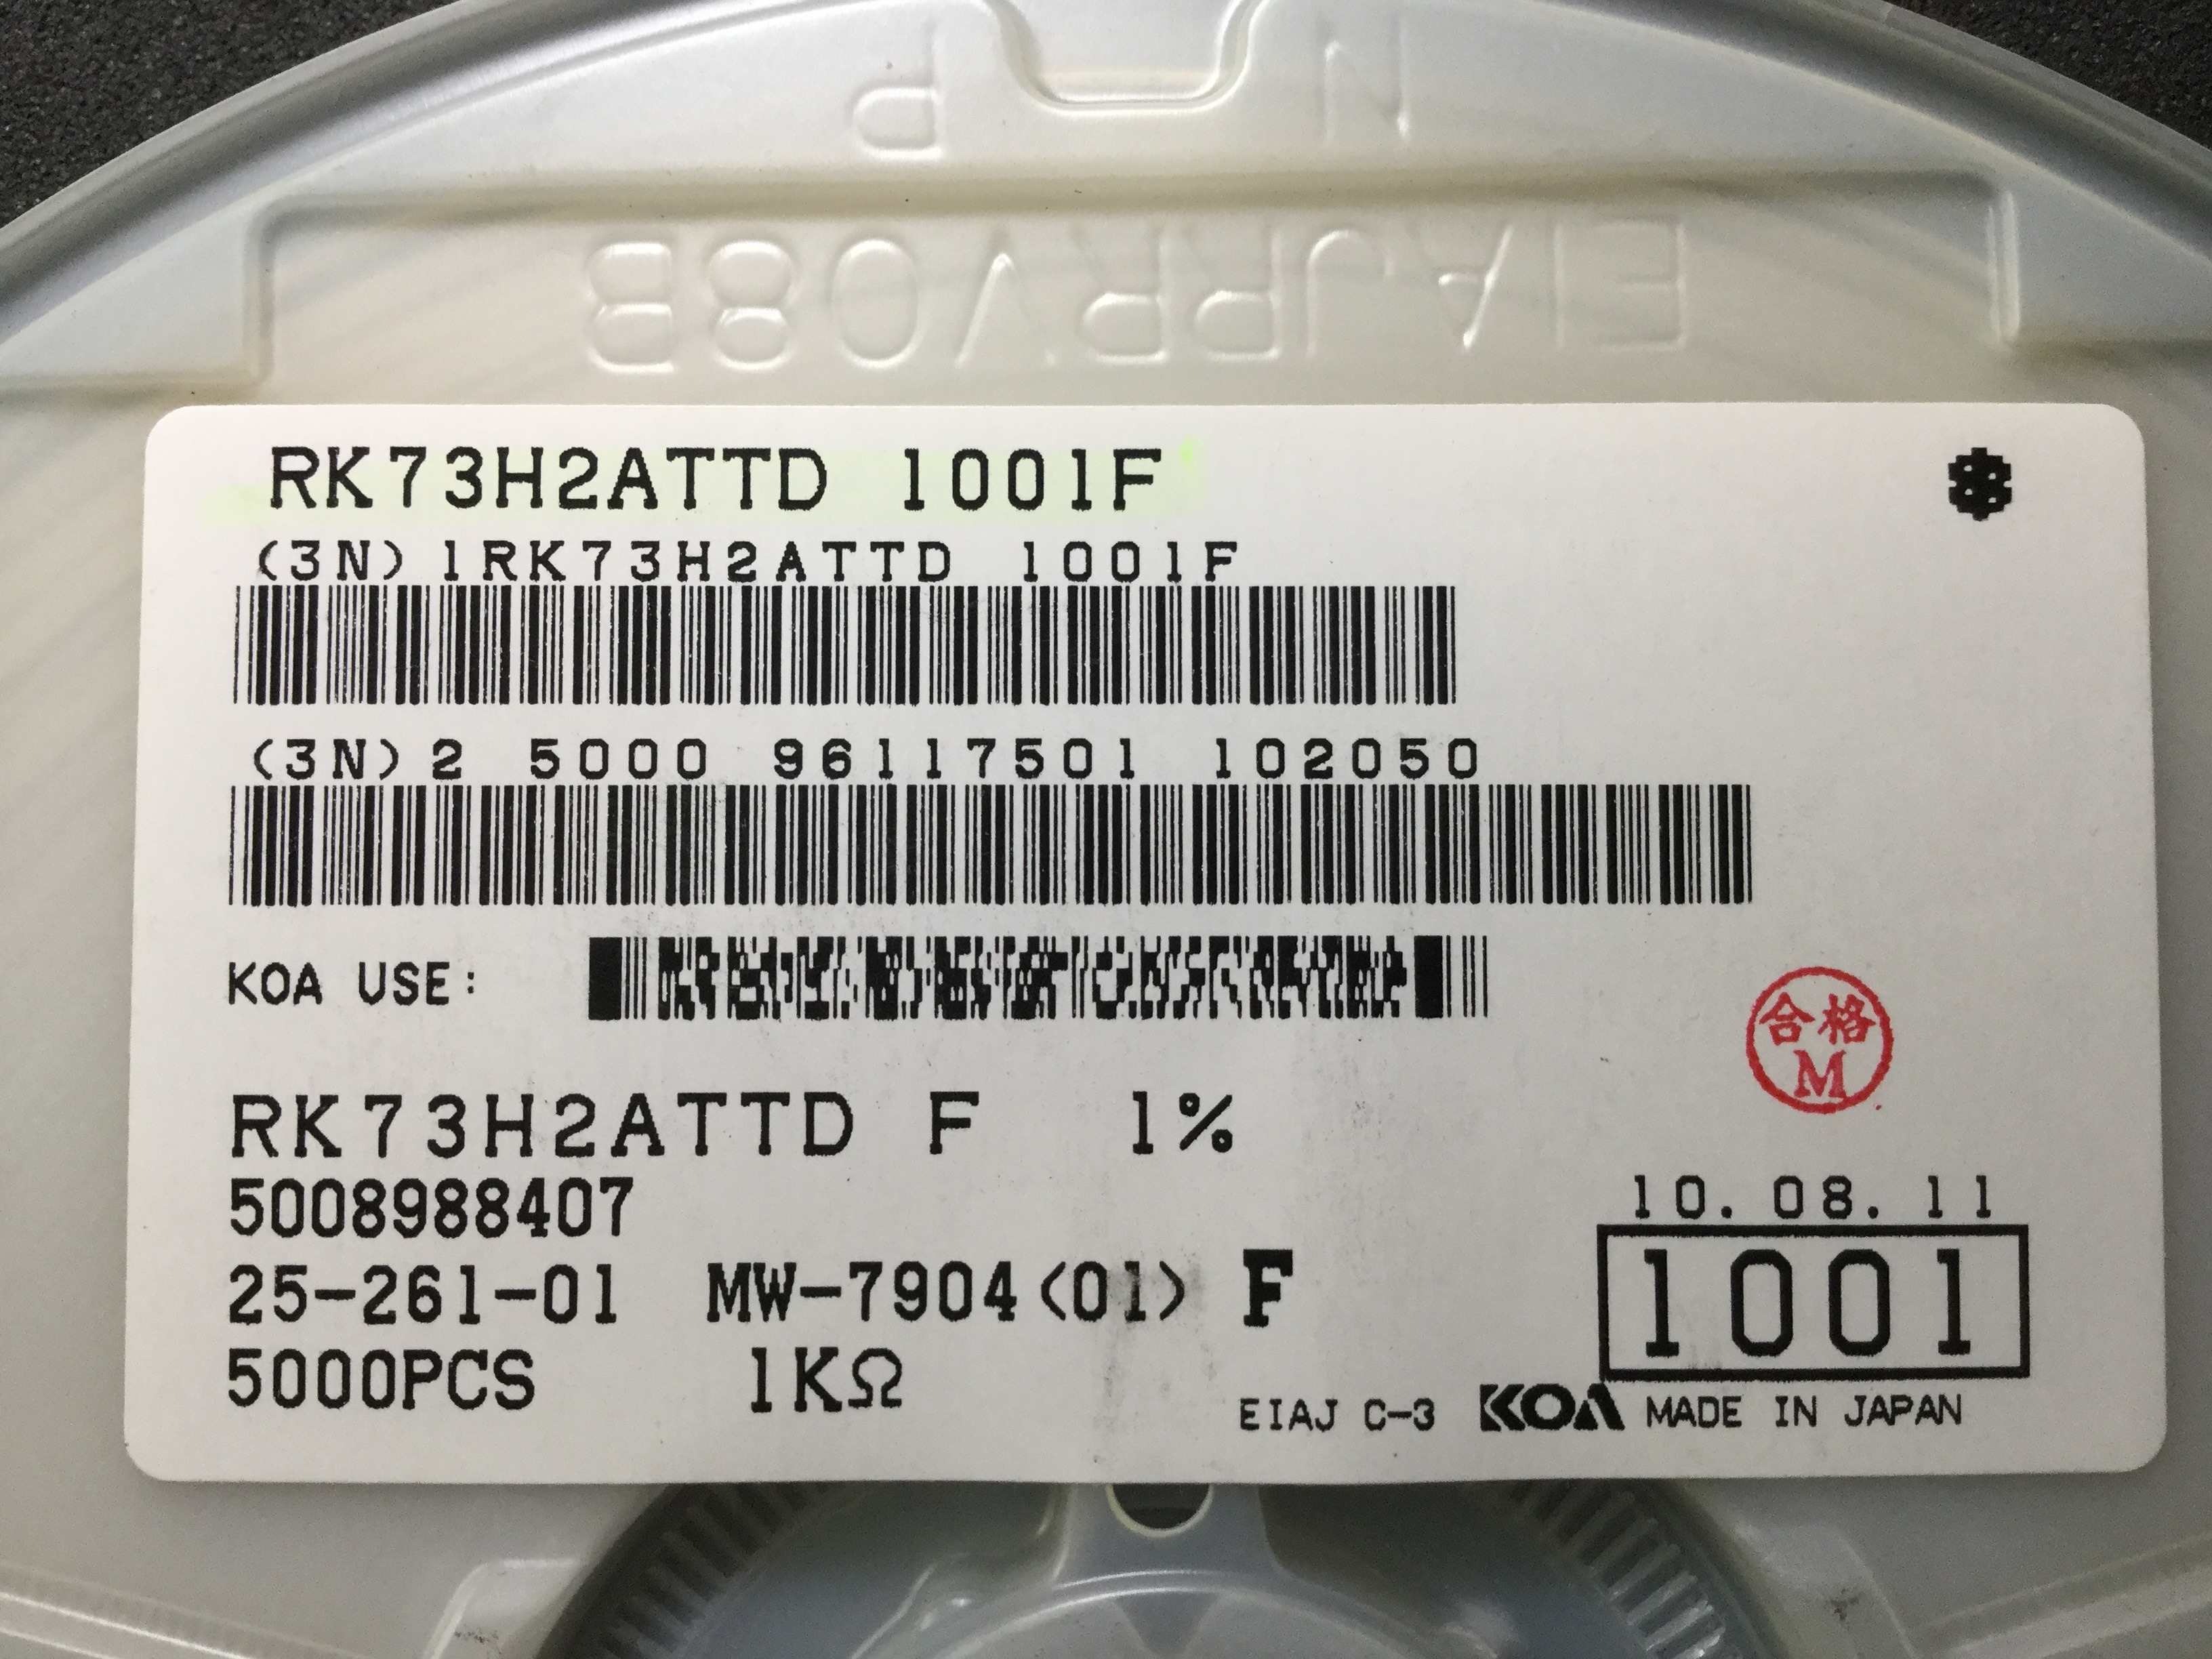 N P
EIAJRRV08B
RK73H2ATTD 1001F
(3N)1RK73H2ATTD 1001F
(3N)2 5000 96117501 102050
KOA USE:
合格
M
RK73H2ATTD F 1%
5008988407
10.08.11
25-261-01 MW-7904(01) F
1001
5000PCS 1KΩ
EIAJ C-3 KOA MADE IN JAPAN